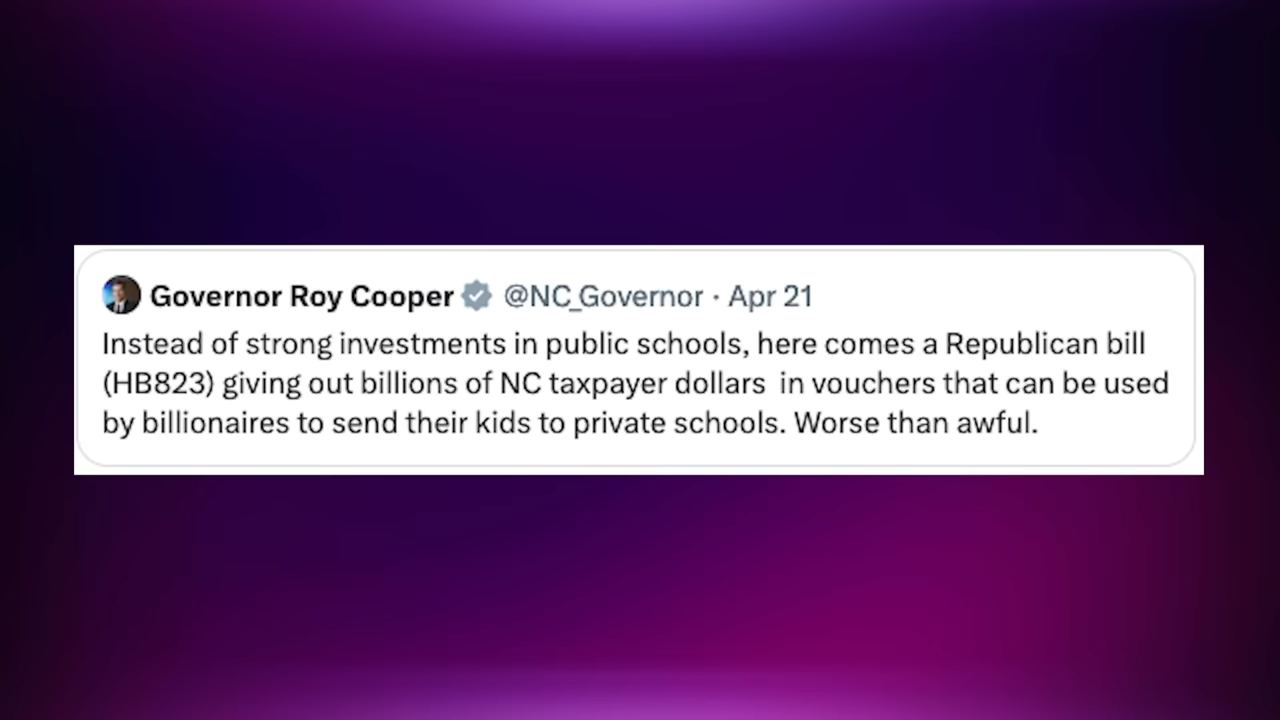 Governor Roy Cooper @NC_Governor · Apr 21
Instead of strong investments in public schools, here comes a Republican bill
(HB823) giving out billions of NC taxpayer dollars  in vouchers that can be used
by billionaires to send their kids to private schools. Worse than awful.